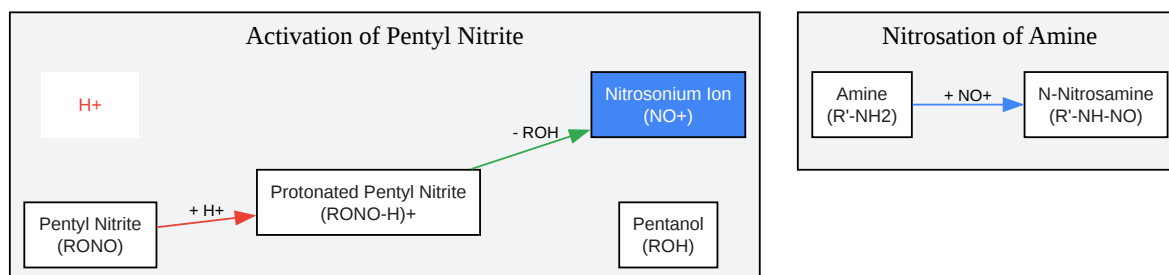 Activation of Pentyl Nitrite
H+
Nitrosonium Ion
(NO+)
- ROH
Protonated Pentyl Nitrite
(RONO-H)+
+ H+
Pentyl Nitrite
(RONO)
Pentanol
(ROH)
Nitrosation of Amine
Amine
(R'-NH2)
+ NO+
N-Nitrosamine
(R'-NH-NO)